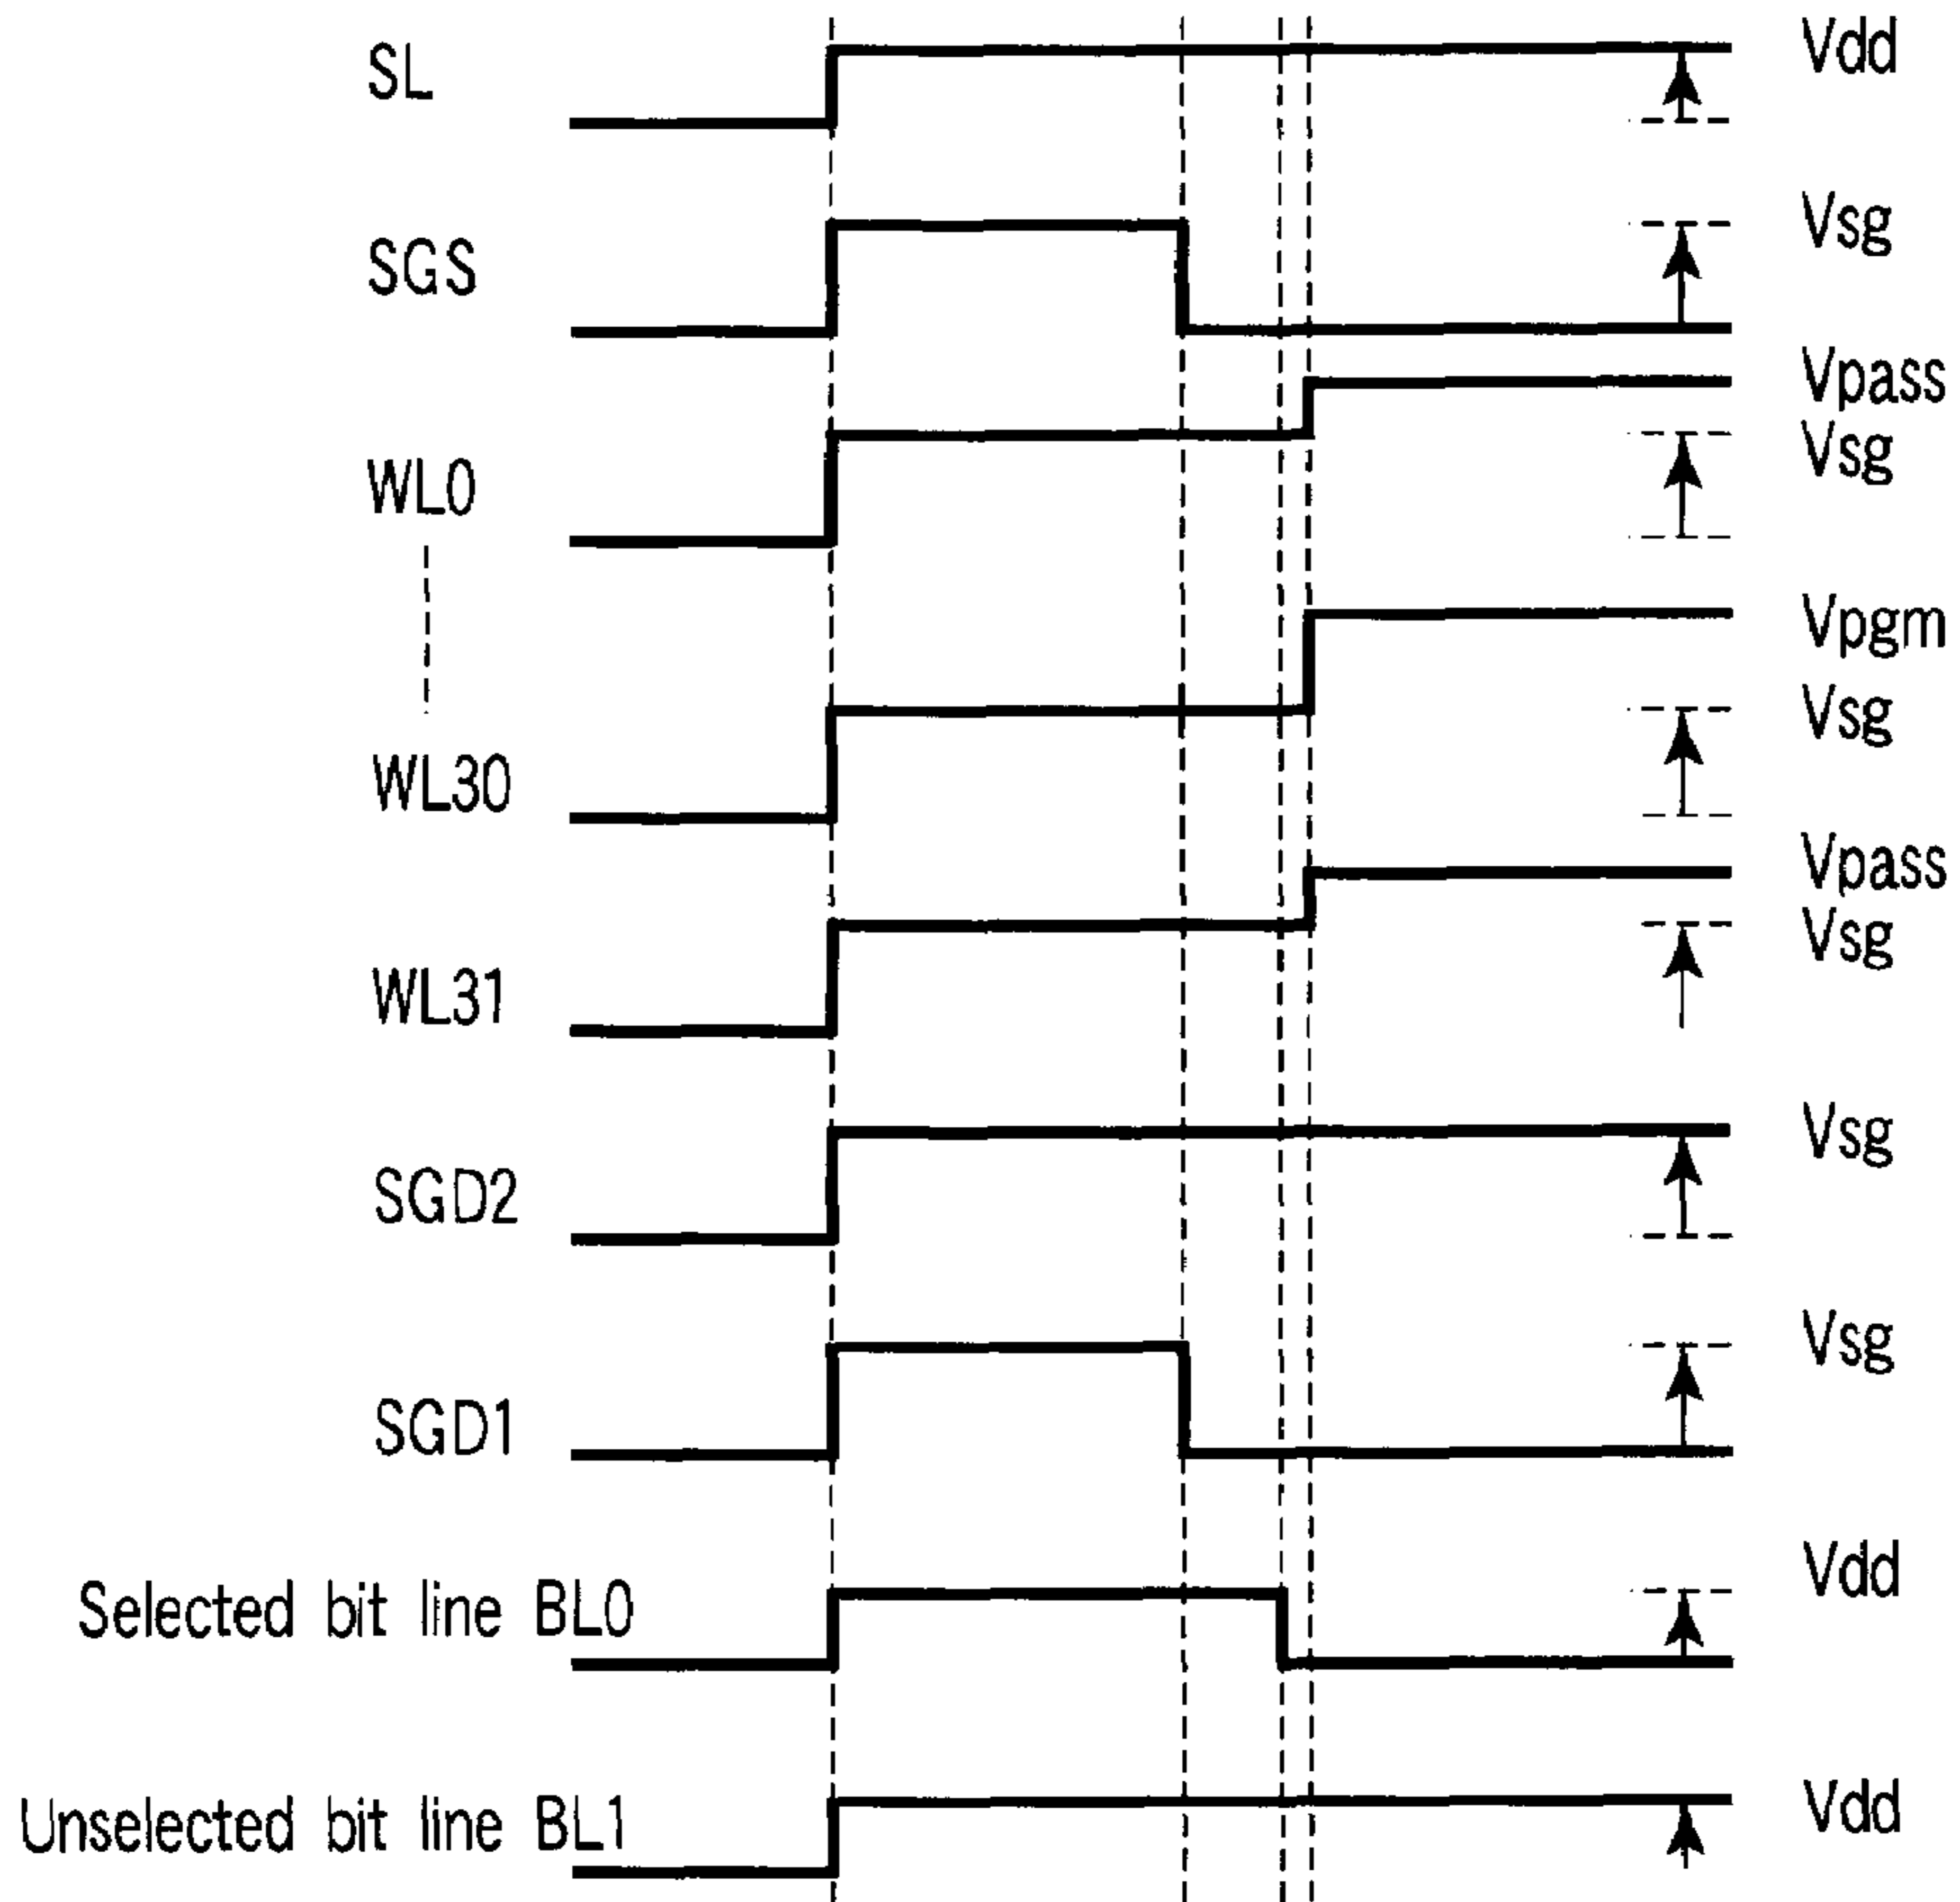 SL Vdd
SGS Vsg
Vpass
WL0 Vsg
Vpgm
Vsg
WL30
Vpass
Vsg
WL31
SGD2 Vsg
SGD1 Vsg
Selected bit line BL0 Vdd
Unselected bit line BL1 Vdd